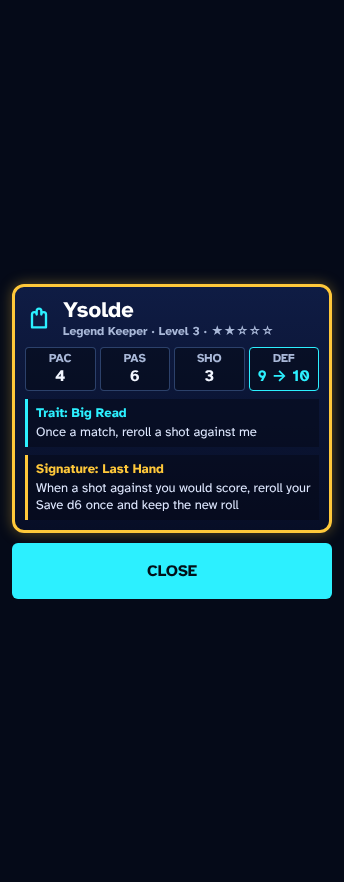 Ysolde
Legend Keeper · Level 3 · ★★☆☆☆
PAC PAS SHO DEF
4 6 3 9 → 10
Trait: Big Read
Once a match, reroll a shot against me
Signature: Last Hand
When a shot against you would score, reroll your
Save d6 once and keep the new roll
CLOSE